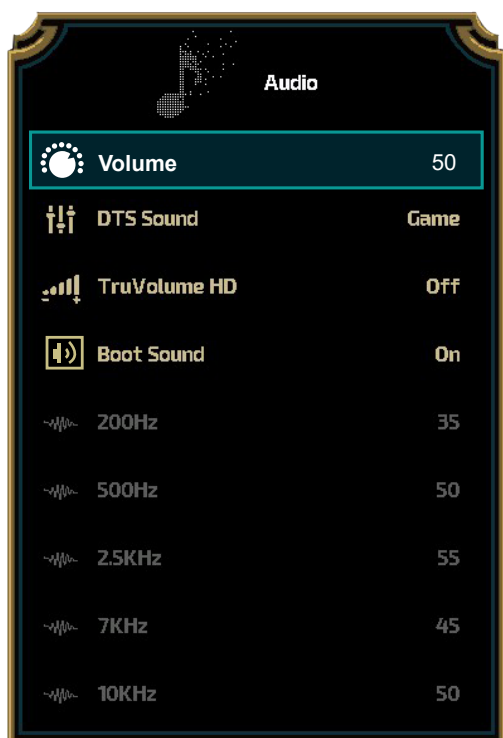 Audio
Volume 50
DTS Sound Game
TruVolume HD Off
Boot Sound On
200Hz 35
500Hz 50
2.5KHz 55
7KHz 45
10KHz 50